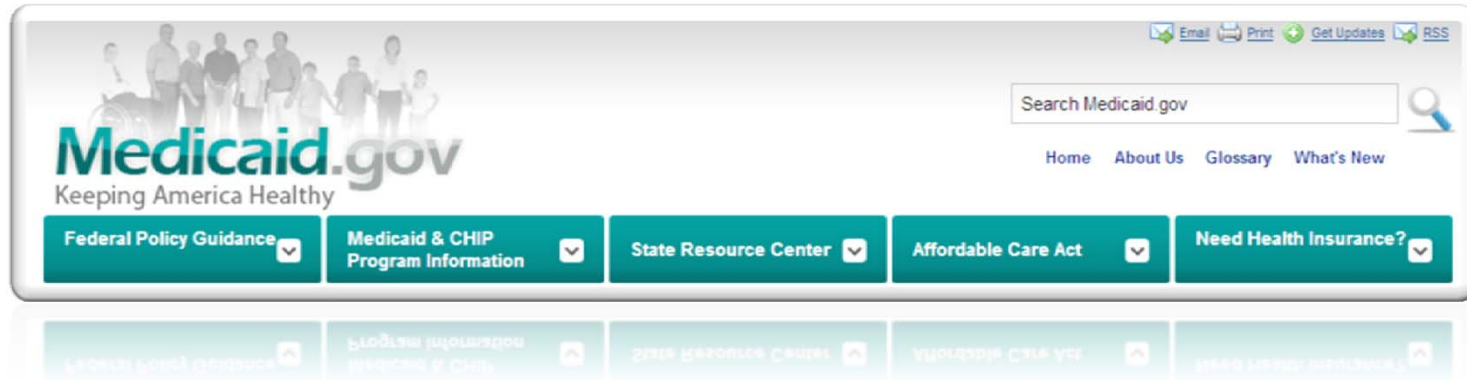 Email Print Get Updates RSS
Search Medicaid.gov
Medicaid.gov
Keeping America Healthy
Home About Us Glossary What's New
Federal Policy Guidance
Medicaid & CHIP
Program Information
State Resource Center
Affordable Care Act
Need Health Insurance?